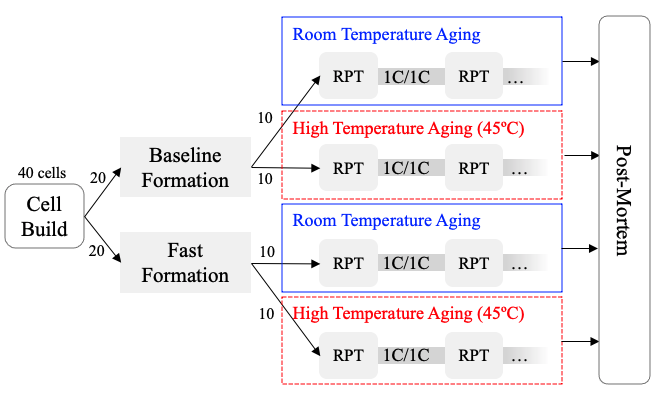 40 cells
Cell
Build
20
20
Baseline
Formation
Fast
Formation
10
10
10
10
Room Temperature Aging
RPT 1C/1C RPT ...
High Temperature Aging (45ºC)
RPT 1C/1C RPT ...
Room Temperature Aging
RPT 1C/1C RPT ...
High Temperature Aging (45ºC)
RPT 1C/1C RPT ...
Post-Mortem